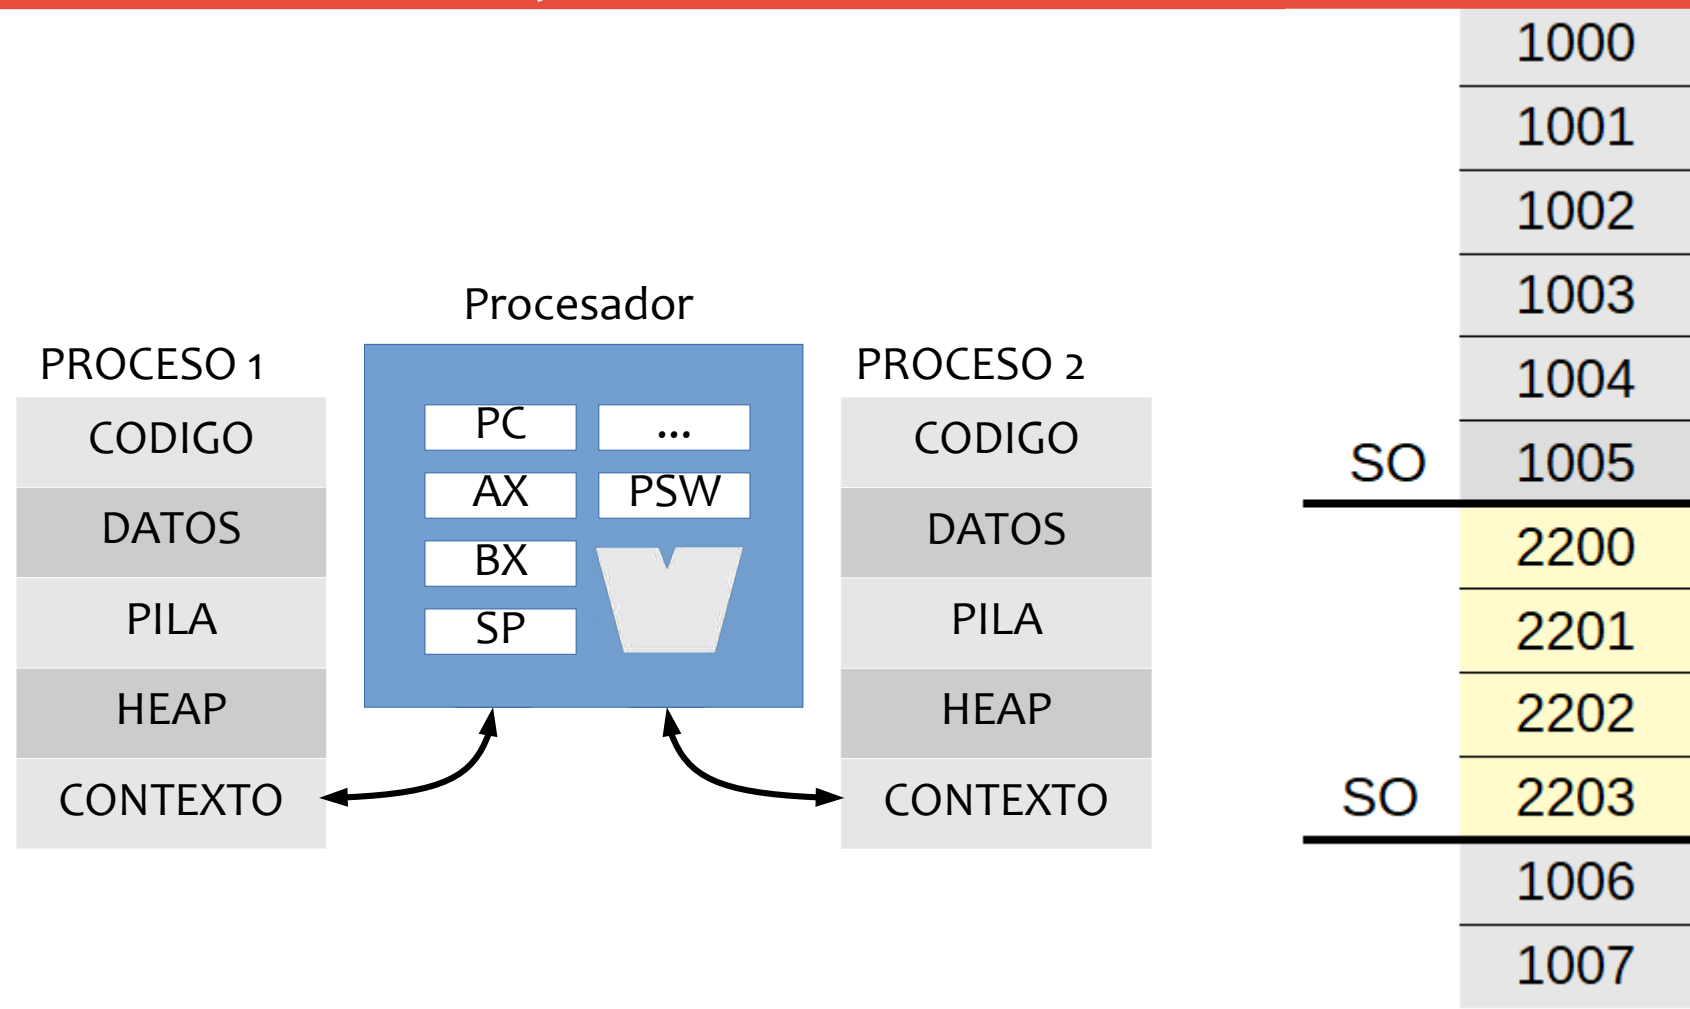 Procesador
PROCESO 1
CODIGO
DATOS
PILA
HEAP
CONTEXTO
PC
...
AX
PSW
BX
SP
PROCESO 2
CODIGO
DATOS
PILA
HEAP
CONTEXTO
1000
1001
1002
1003
1004
SO 1005
2200
2201
2202
SO 2203
1006
1007